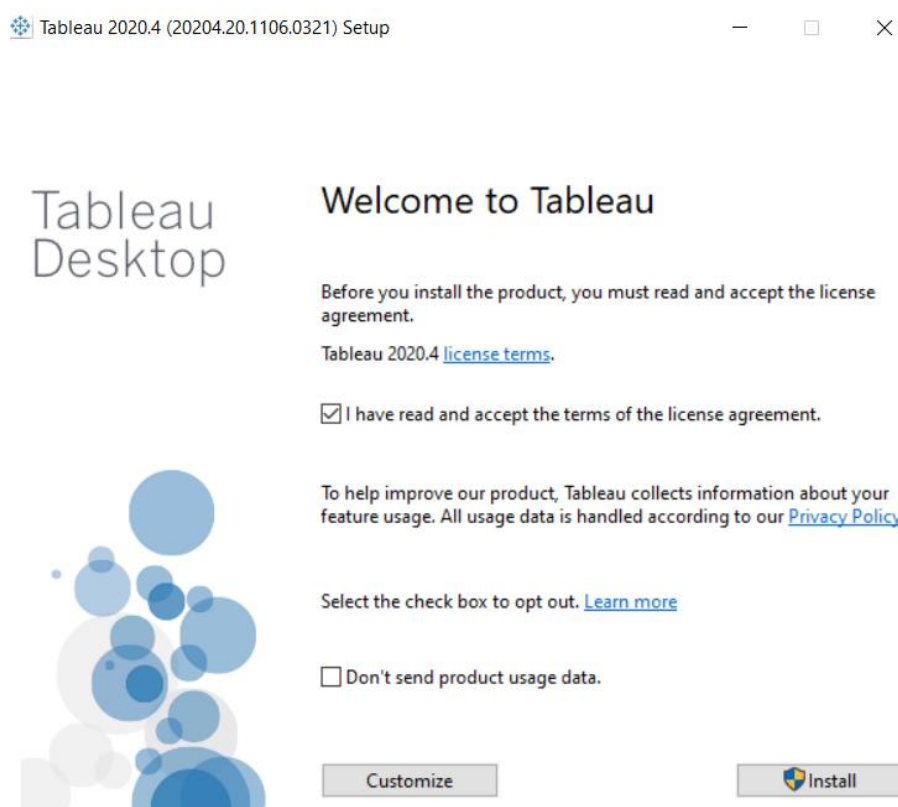 Tableau 2020.4 (20204.20.1106.0321) Setup
Tableau
Desktop
Welcome to Tableau
Before you install the product, you must read and accept the license
agreement.
Tableau 2020.4 license terms.
I have read and accept the terms of the license agreement.
To help improve our product, Tableau collects information about your
feature usage. All usage data is handled according to our Privacy Policy
Select the check box to opt out. Learn more
Don't send product usage data.
Customize
Install